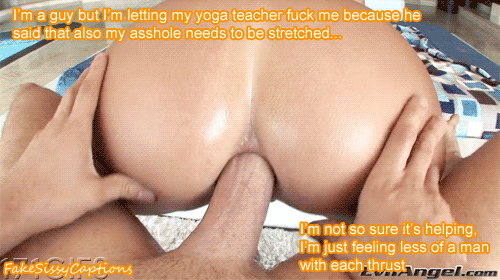 I'm a guy but I'm letting my yoga teacher fuck me because he
said that also my asshole needs to be stretched...
I'm not so sure it's helping,
I'm just feeling less of a man
with each thrust
FakeSissyCaptions
EvilAngel.com